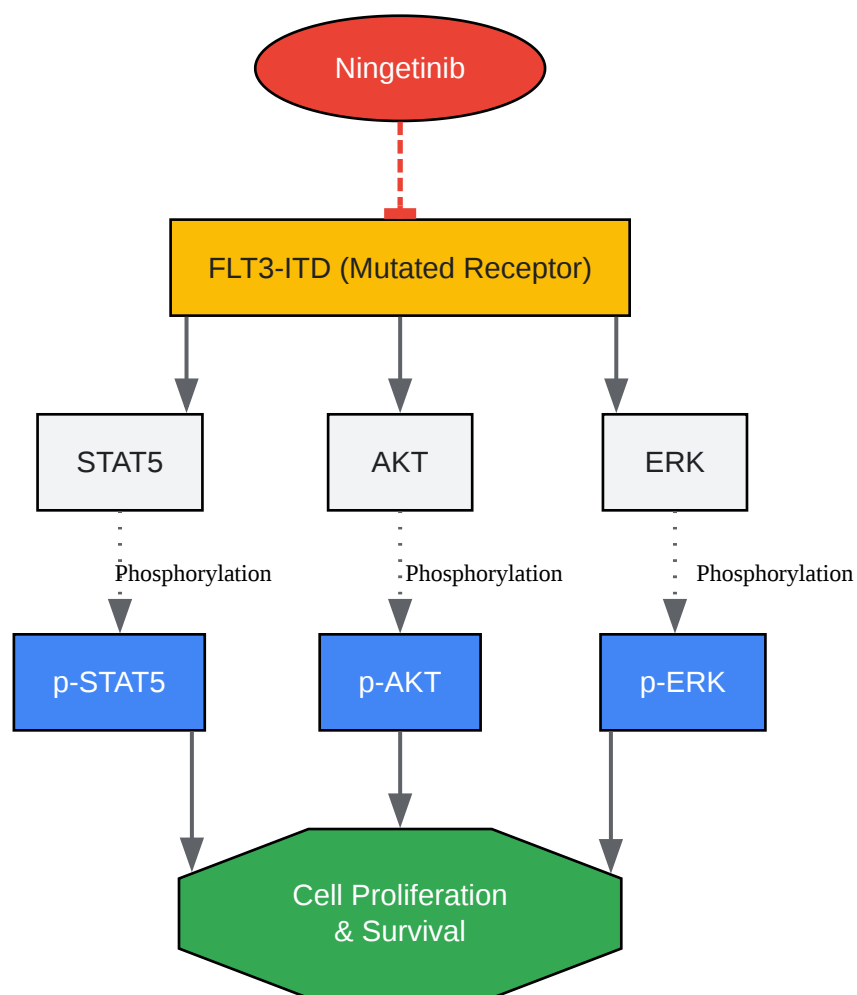 Ningetinib
FLT3-ITD (Mutated Receptor)
STAT5
AKT
ERK
Phosphorylation
Phosphorylation
Phosphorylation
p-STAT5
p-AKT
p-ERK
Cell Proliferation
& Survival